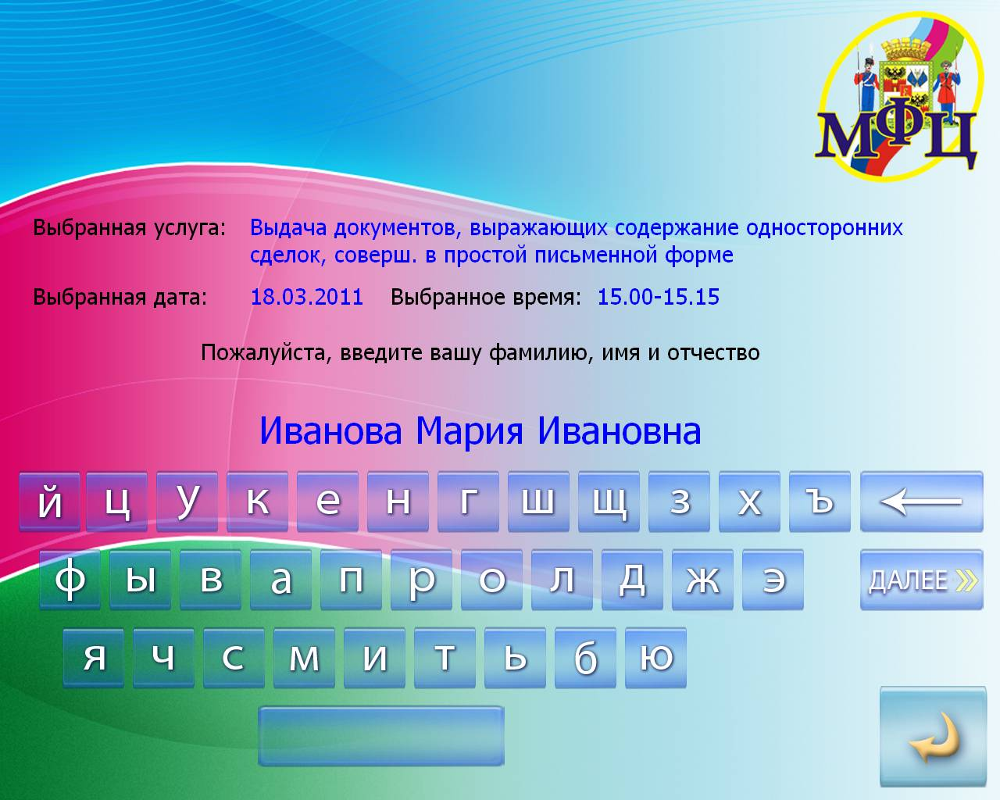 МФЦ
Выбранная услуга: Выдача документов, выражающих содержание односторонних
сделок, соверш. в простой письменной форме
Выбранная дата: 18.03.2011 Выбранное время: 15.00-15.15
Пожалуйста, введите вашу фамилию, имя и отчество
Иванова Мария Ивановна
й ц у к е н г ш щ з х ъ
ф ы в а п р о л д ж э ДАЛЕЕ
я ч с м и т ь б ю